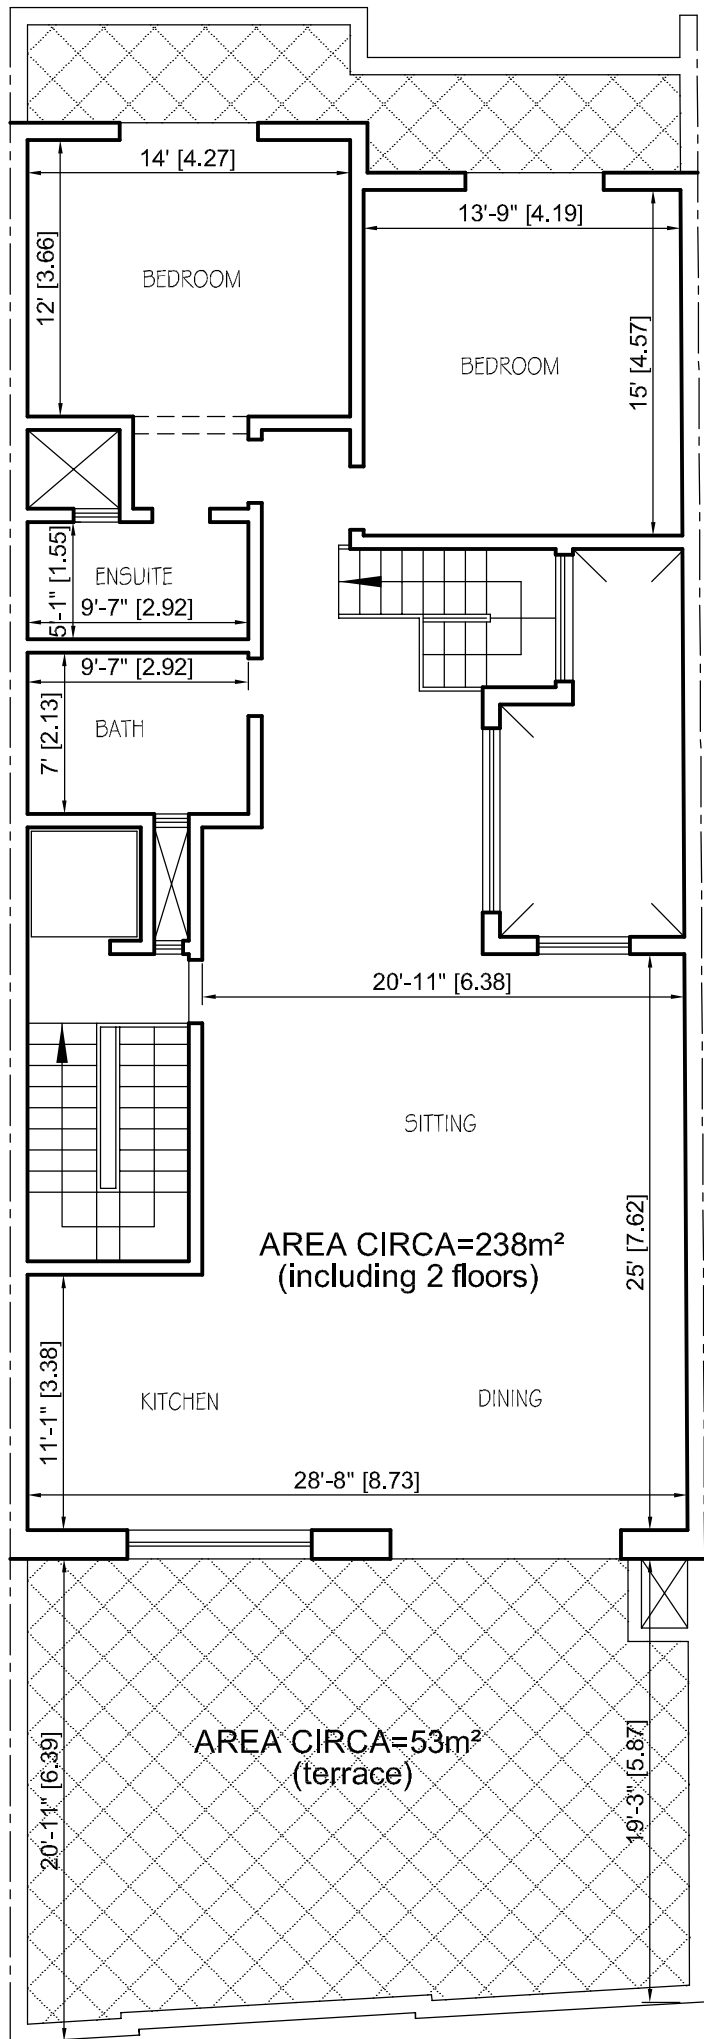 14' [4.27]
13'-9" [4.19]
12' [3.66]
BEDROOM
15' [4.57]
BEDROOM
5'-1" [1.55]
ENSUITE
9'-7" [2.92]
9'-7" [2.92]
7' [2.13]
BATH
20'-11" [6.38]
SITTING
25' [7.62]
AREA CIRCA=238m²
(including 2 floors)
11'-1" [3.38]
KITCHEN
DINING
28'-8" [8.73]
20'-11" [6.39]
AREA CIRCA=53m²
(terrace)
19'-3" [5.87]